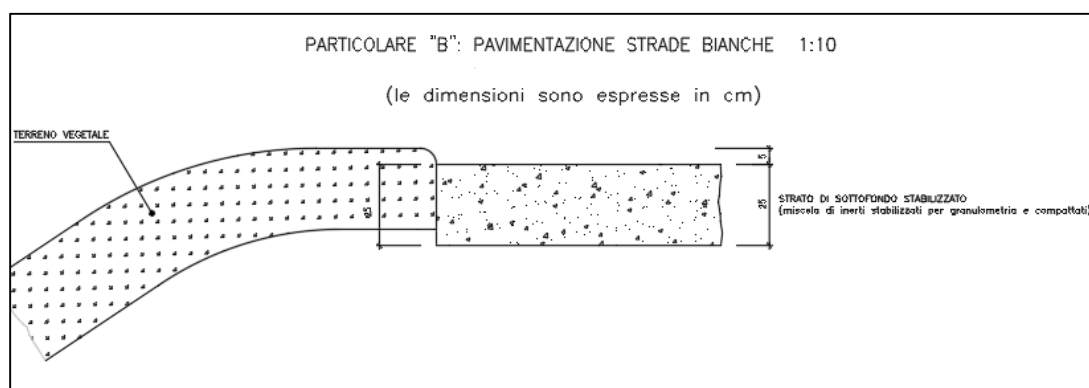 PARTICOLARE "B": PAVIMENTAZIONE STRADE BIANCHE 1:10
(le dimensioni sono espresse in cm)
TERRENO VEGETALE
5
25
25
STRATO DI SOTTOFONDO STABILIZZATO
(miscela di inerti stabilizzati per granulometria e compattati)